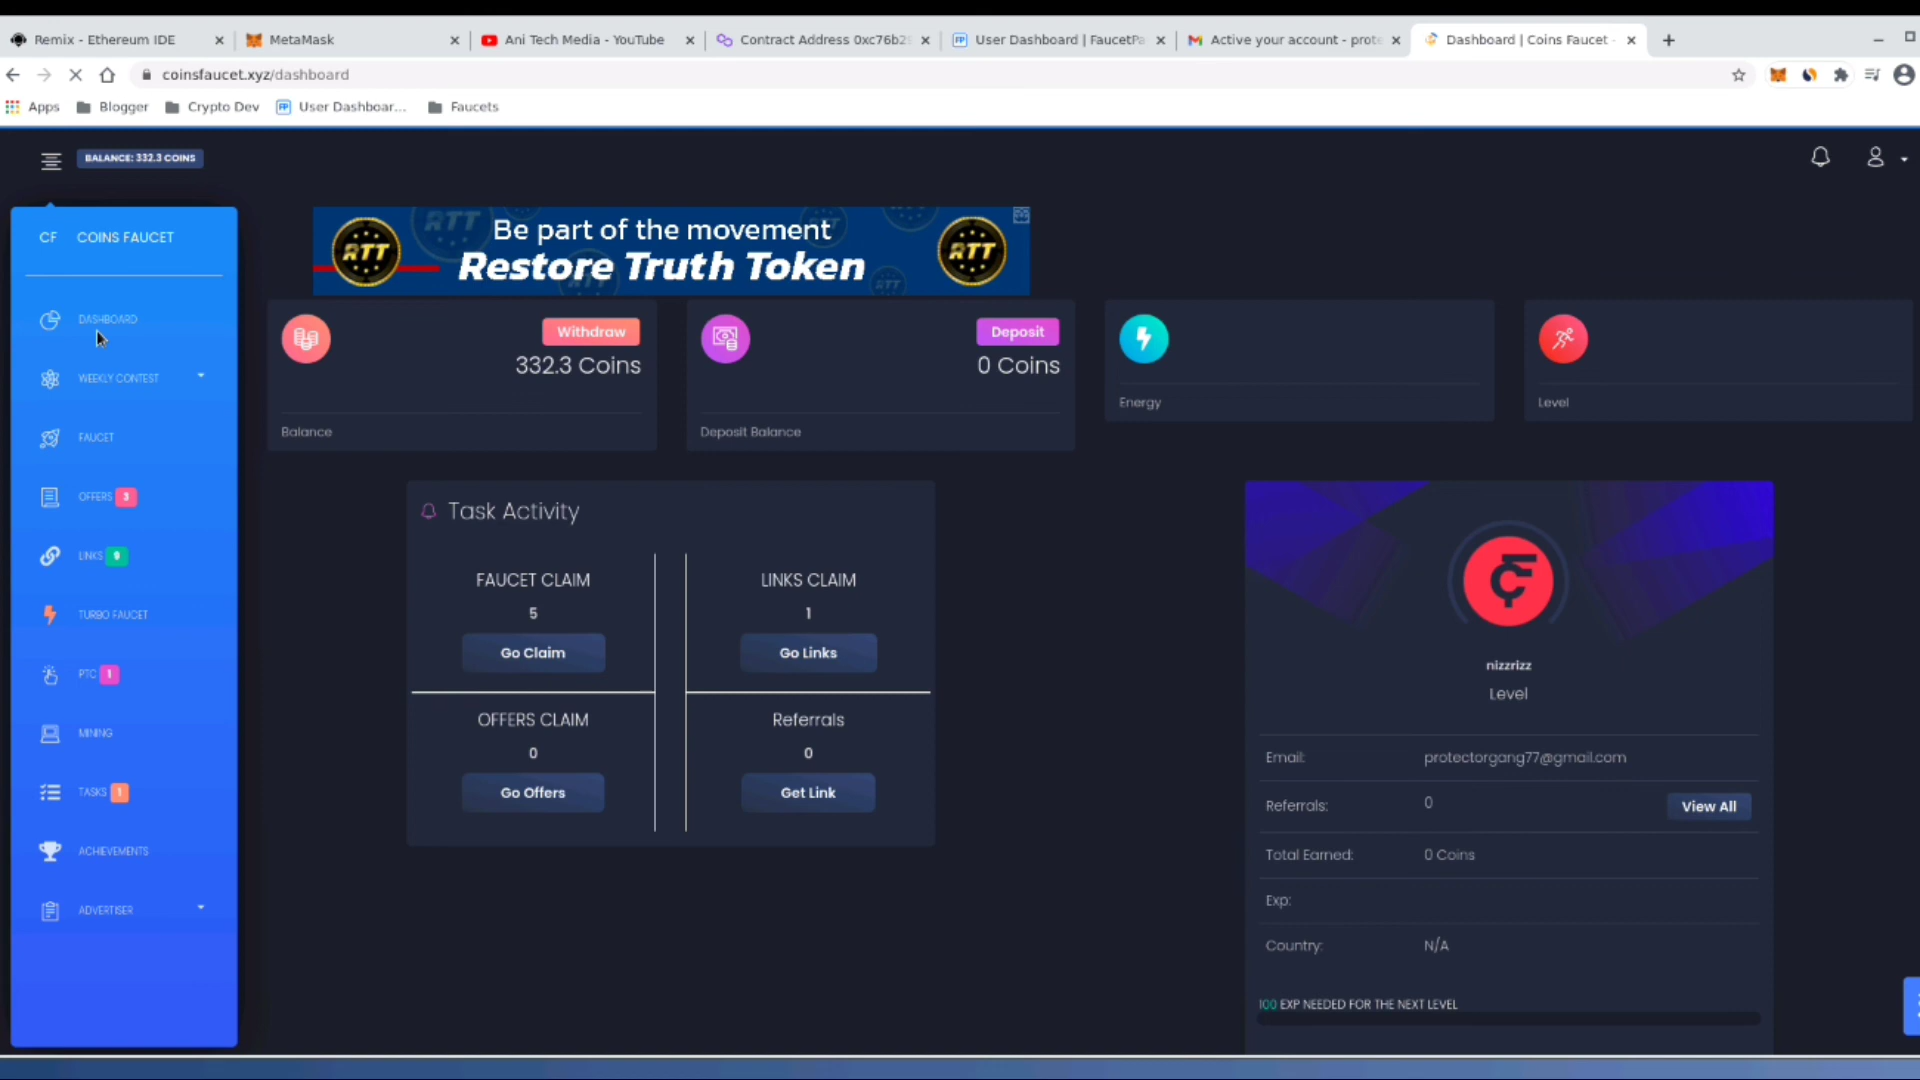 Remix - Ethereum IDE
MetaMask
Ani Tech Media - YouTube
Contract Address 0xc76b2
User Dashboard | FaucetPa
Active your account - prot
Dashboard | Coins Faucet -
coinsfaucet.xyz/dashboard
Apps
Blogger
Crypto Dev
FP
User Dashboar...
Faucets
BALANCE: 332.3 COINS
CF
COINS FAUCET
DASHBOARD
WEEKLY CONTEST
FAUCET
OFFERS 3
LINKS 9
TURBO FAUCET
PTC 1
MINING
TASKS 1
ACHIEVEMENTS
ADVERTISER
RTT
Be part of the movement
Restore Truth Token
RTT
Withdraw
332.3 Coins
Balance
Deposit
0 Coins
Deposit Balance
Energy
Level
Task Activity
FAUCET CLAIM
5
Go Claim
LINKS CLAIM
1
Go Links
OFFERS CLAIM
0
Go Offers
Referrals
0
Get Link
nizzrizz
Level
Email: protectorgang77@gmail.com
Referrals: 0 View All
Total Earned: 0 Coins
Exp:
Country: N/A
100 EXP NEEDED FOR THE NEXT LEVEL